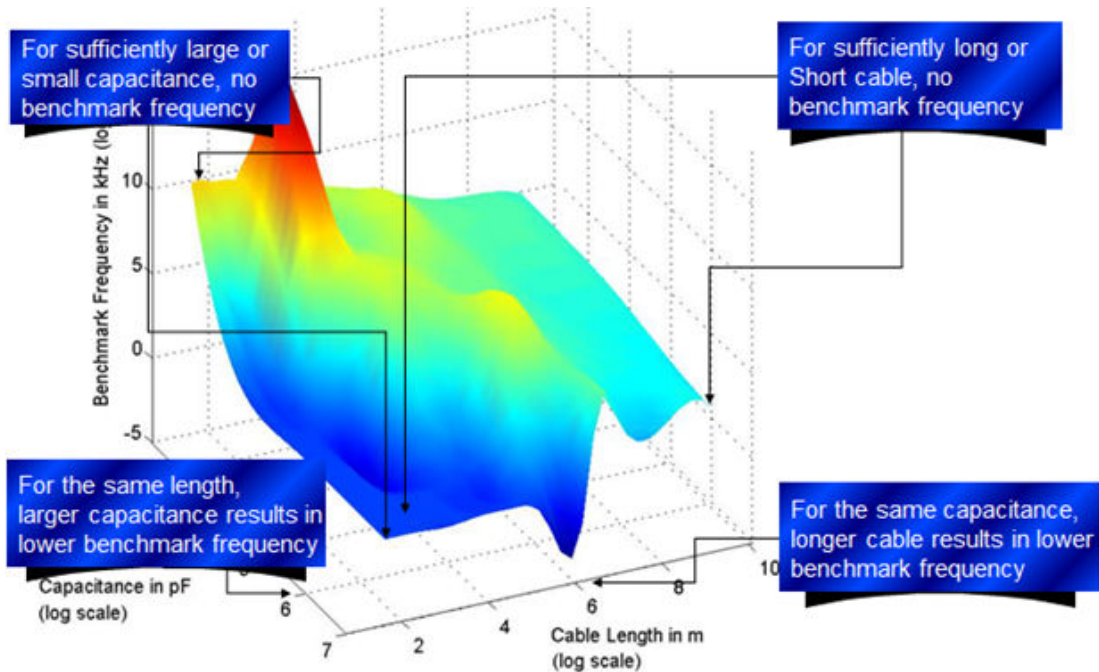 For sufficiently large or
small capacitance, no
benchmark frequency
For sufficiently long or
Short cable, no
benchmark frequency
Benchmark Frequency in kHz
10
5
0
-5
For the same length,
larger capacitance results in
lower benchmark frequency
For the same capacitance,
longer cable results in lower
benchmark frequency
Capacitance in pF
(log scale)
6
7
2
4
6
8
10
Cable Length in m
(log scale)